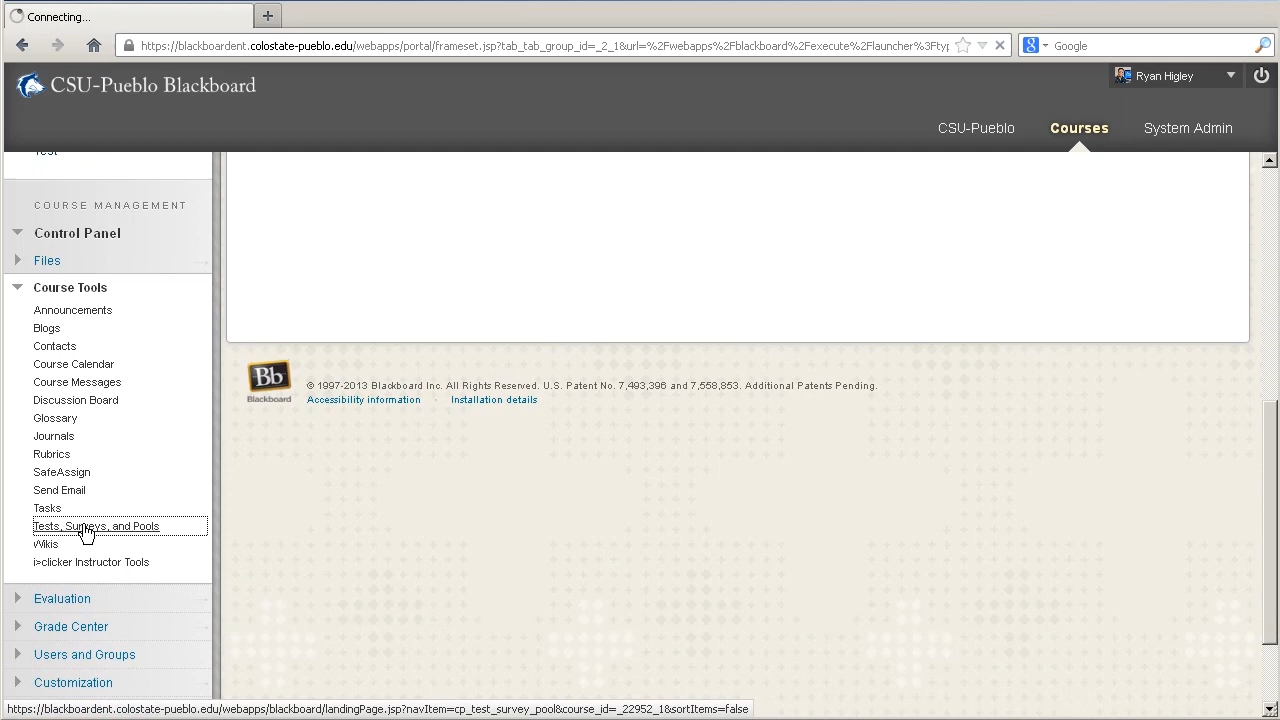 Connecting...
https://blackboardent.colostate-pueblo.edu/webapps/portal/frameset.jsp?tab_tab_group_id=_2_1&url=%2Fwebapps%2Fblackboard%2Fexecute%2Flauncher%3Fty
Google
CSU-Pueblo Blackboard
Ryan Higley
CSU-Pueblo
Courses
System Admin
Test
COURSE MANAGEMENT
Control Panel
Files
Course Tools
Announcements
Blogs
Contacts
Course Calendar
Course Messages
Discussion Board
Glossary
Journals
Rubrics
SafeAssign
Send Email
Tasks
Tests, Surveys, and Pools
Wikis
i>clicker Instructor Tools
Evaluation
Grade Center
Users and Groups
Customization
Bb
Blackboard
© 1997-2013 Blackboard Inc. All Rights Reserved. U.S. Patent No. 7,493,396 and 7,558,853. Additional Patents Pending.
Accessibility information
Installation details
https://blackboardent.colostate-pueblo.edu/webapps/blackboard/landingPage.jsp?navItem=cp_test_survey_pool&course_id=_22952_1&sortItems=false